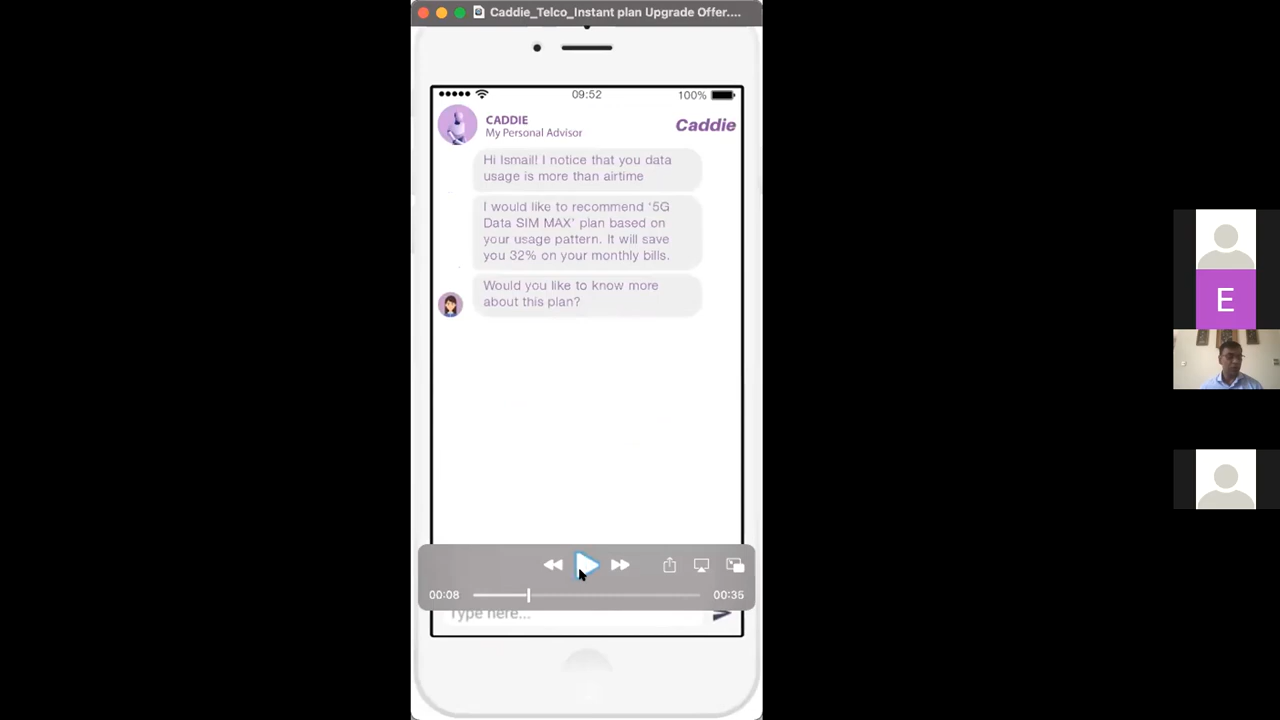 Caddie_Telco_Instant plan Upgrade Offer....
09:52
100%
CADDIE
My Personal Advisor
Caddie
Hi Ismail! I notice that you data
usage is more than airtime
I would like to recommend ‘5G
Data SIM MAX’ plan based on
your usage pattern. It will save
you 32% on your monthly bills.
Would you like to know more
about this plan?
E
00:08
00:35
Type here...